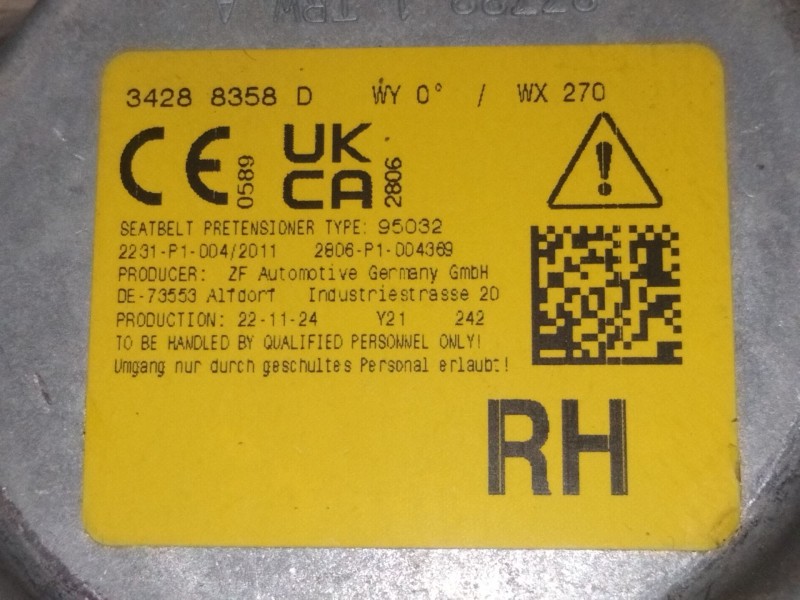 3428 8358 D WY 0° / WX 270
CE 0589 UK CA 2806
!
SEATBELT PRETENSIONER TYPE: 95032
2231-P1-004/2011 2806-P1-004369
PRODUCER: ZF Automotive Germany GmbH
DE-73553 Alfdorf Industriestrasse 20
PRODUCTION: 22-11-24 Y21 242
TO BE HANDLED BY QUALIFIED PERSONNEL ONLY!
Umgang nur durch geschultes Personal erlaubt!
RH